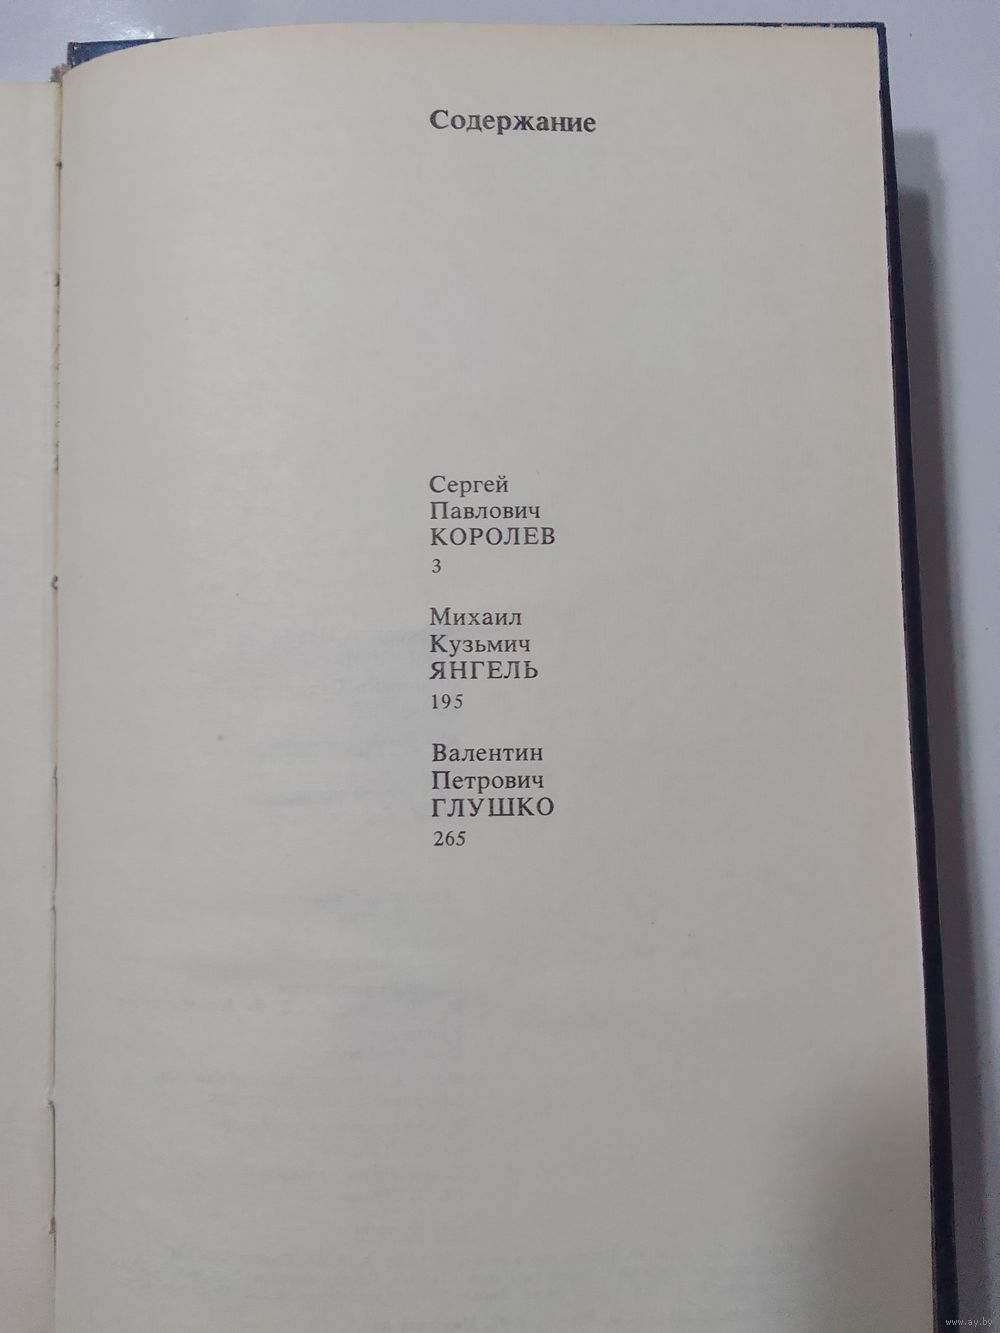 Содержание
Сергей
Павлович
КОРОЛЕВ
3
Михаил
Кузьмич
ЯНГЕЛЬ
195
Валентин
Петрович
ГЛУШКО
265
www.ay.by